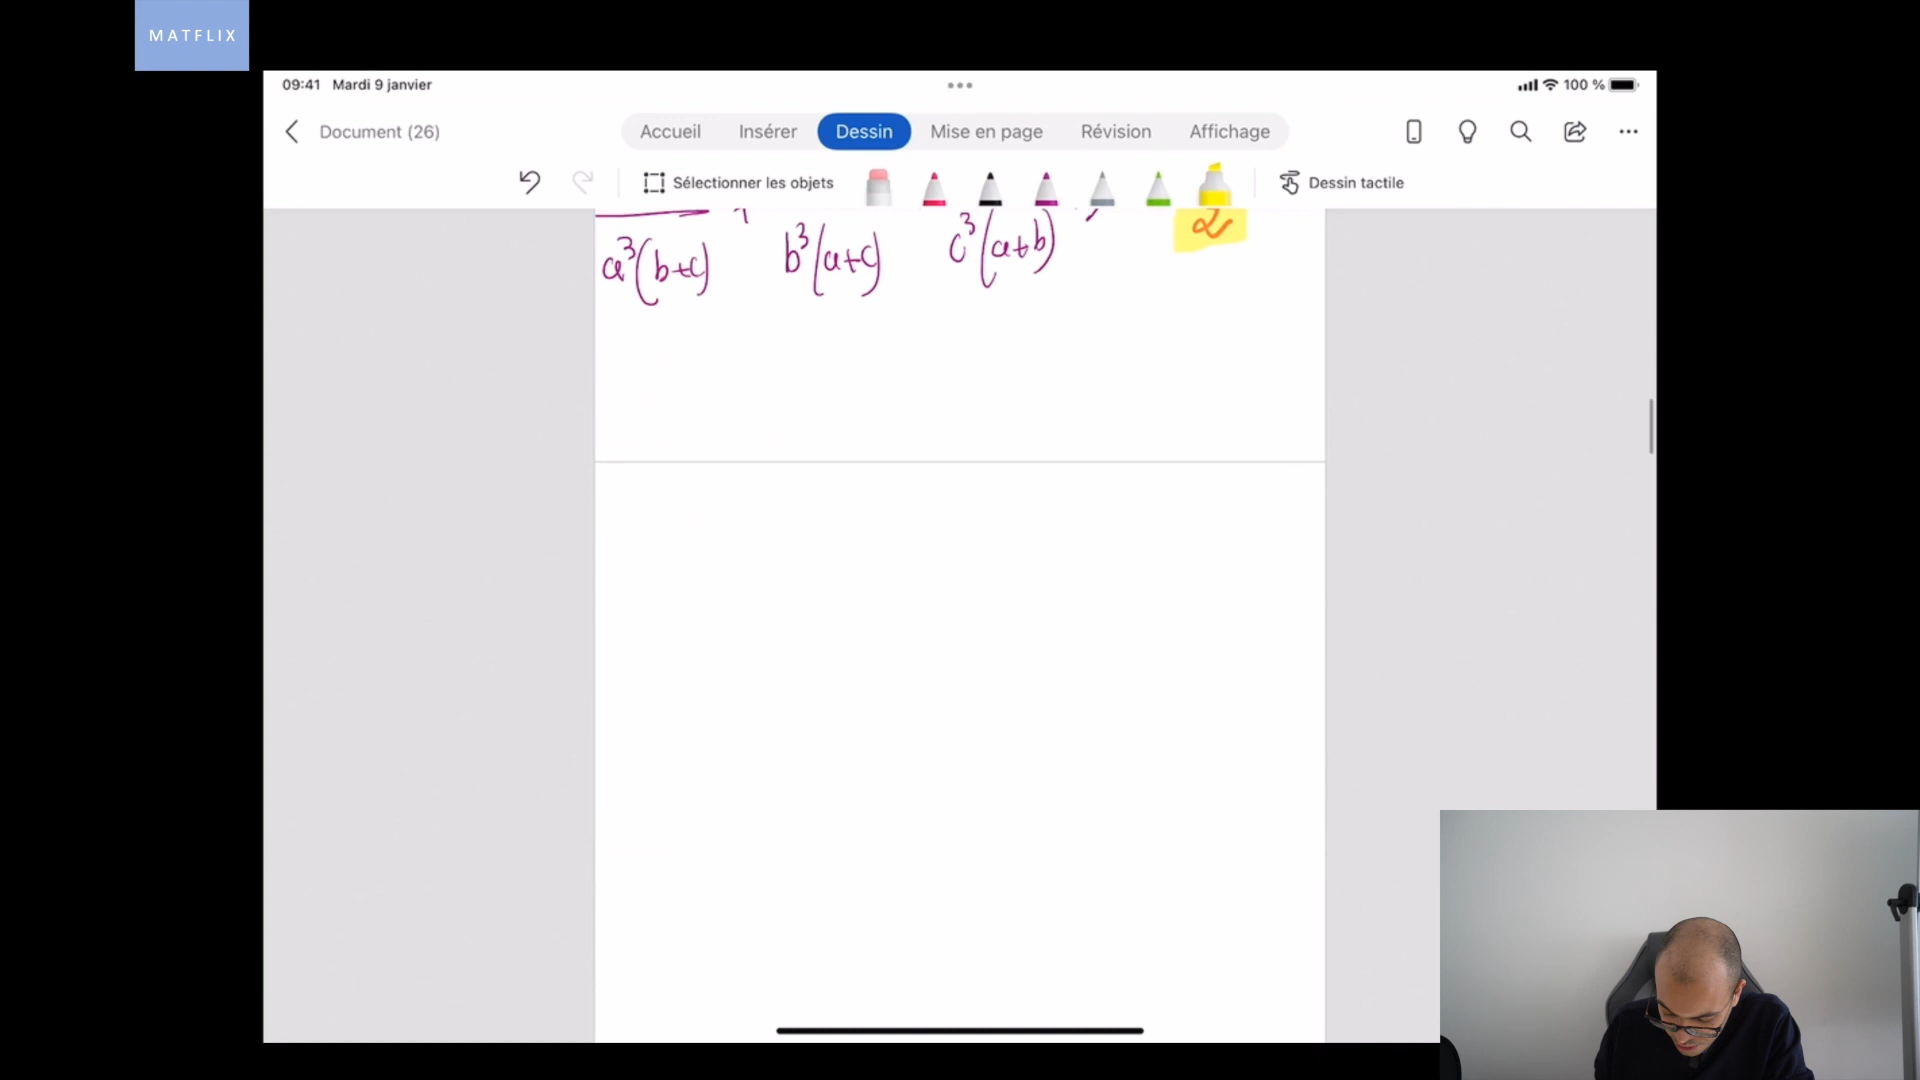 MATFLIX
09:41 Mardi 9 janvier 100 %
Document (26) Accueil Insérer Dessin Mise en page Révision Affichage
Sélectionner les objets Dessin tactile
a³(b+c) b³(a+c) c³(a+b) 2